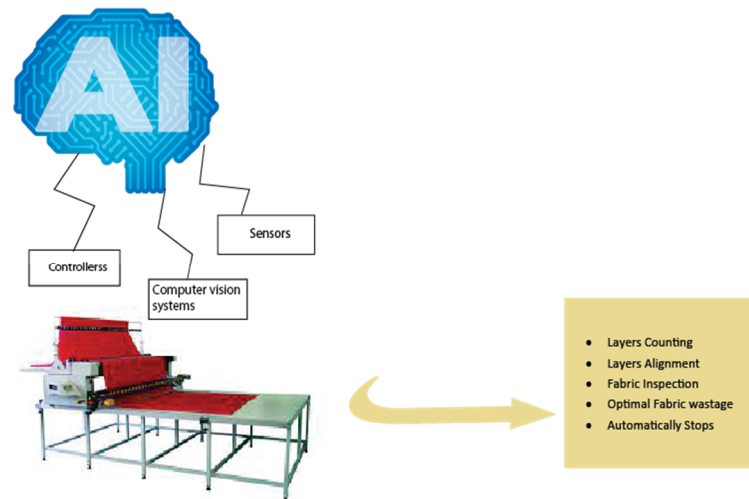 AI
Sensors
Controllerss
Computer vision
systems
• Layers Counting
• Layers Alignment
• Fabric Inspection
• Optimal Fabric wastage
• Automatically Stops